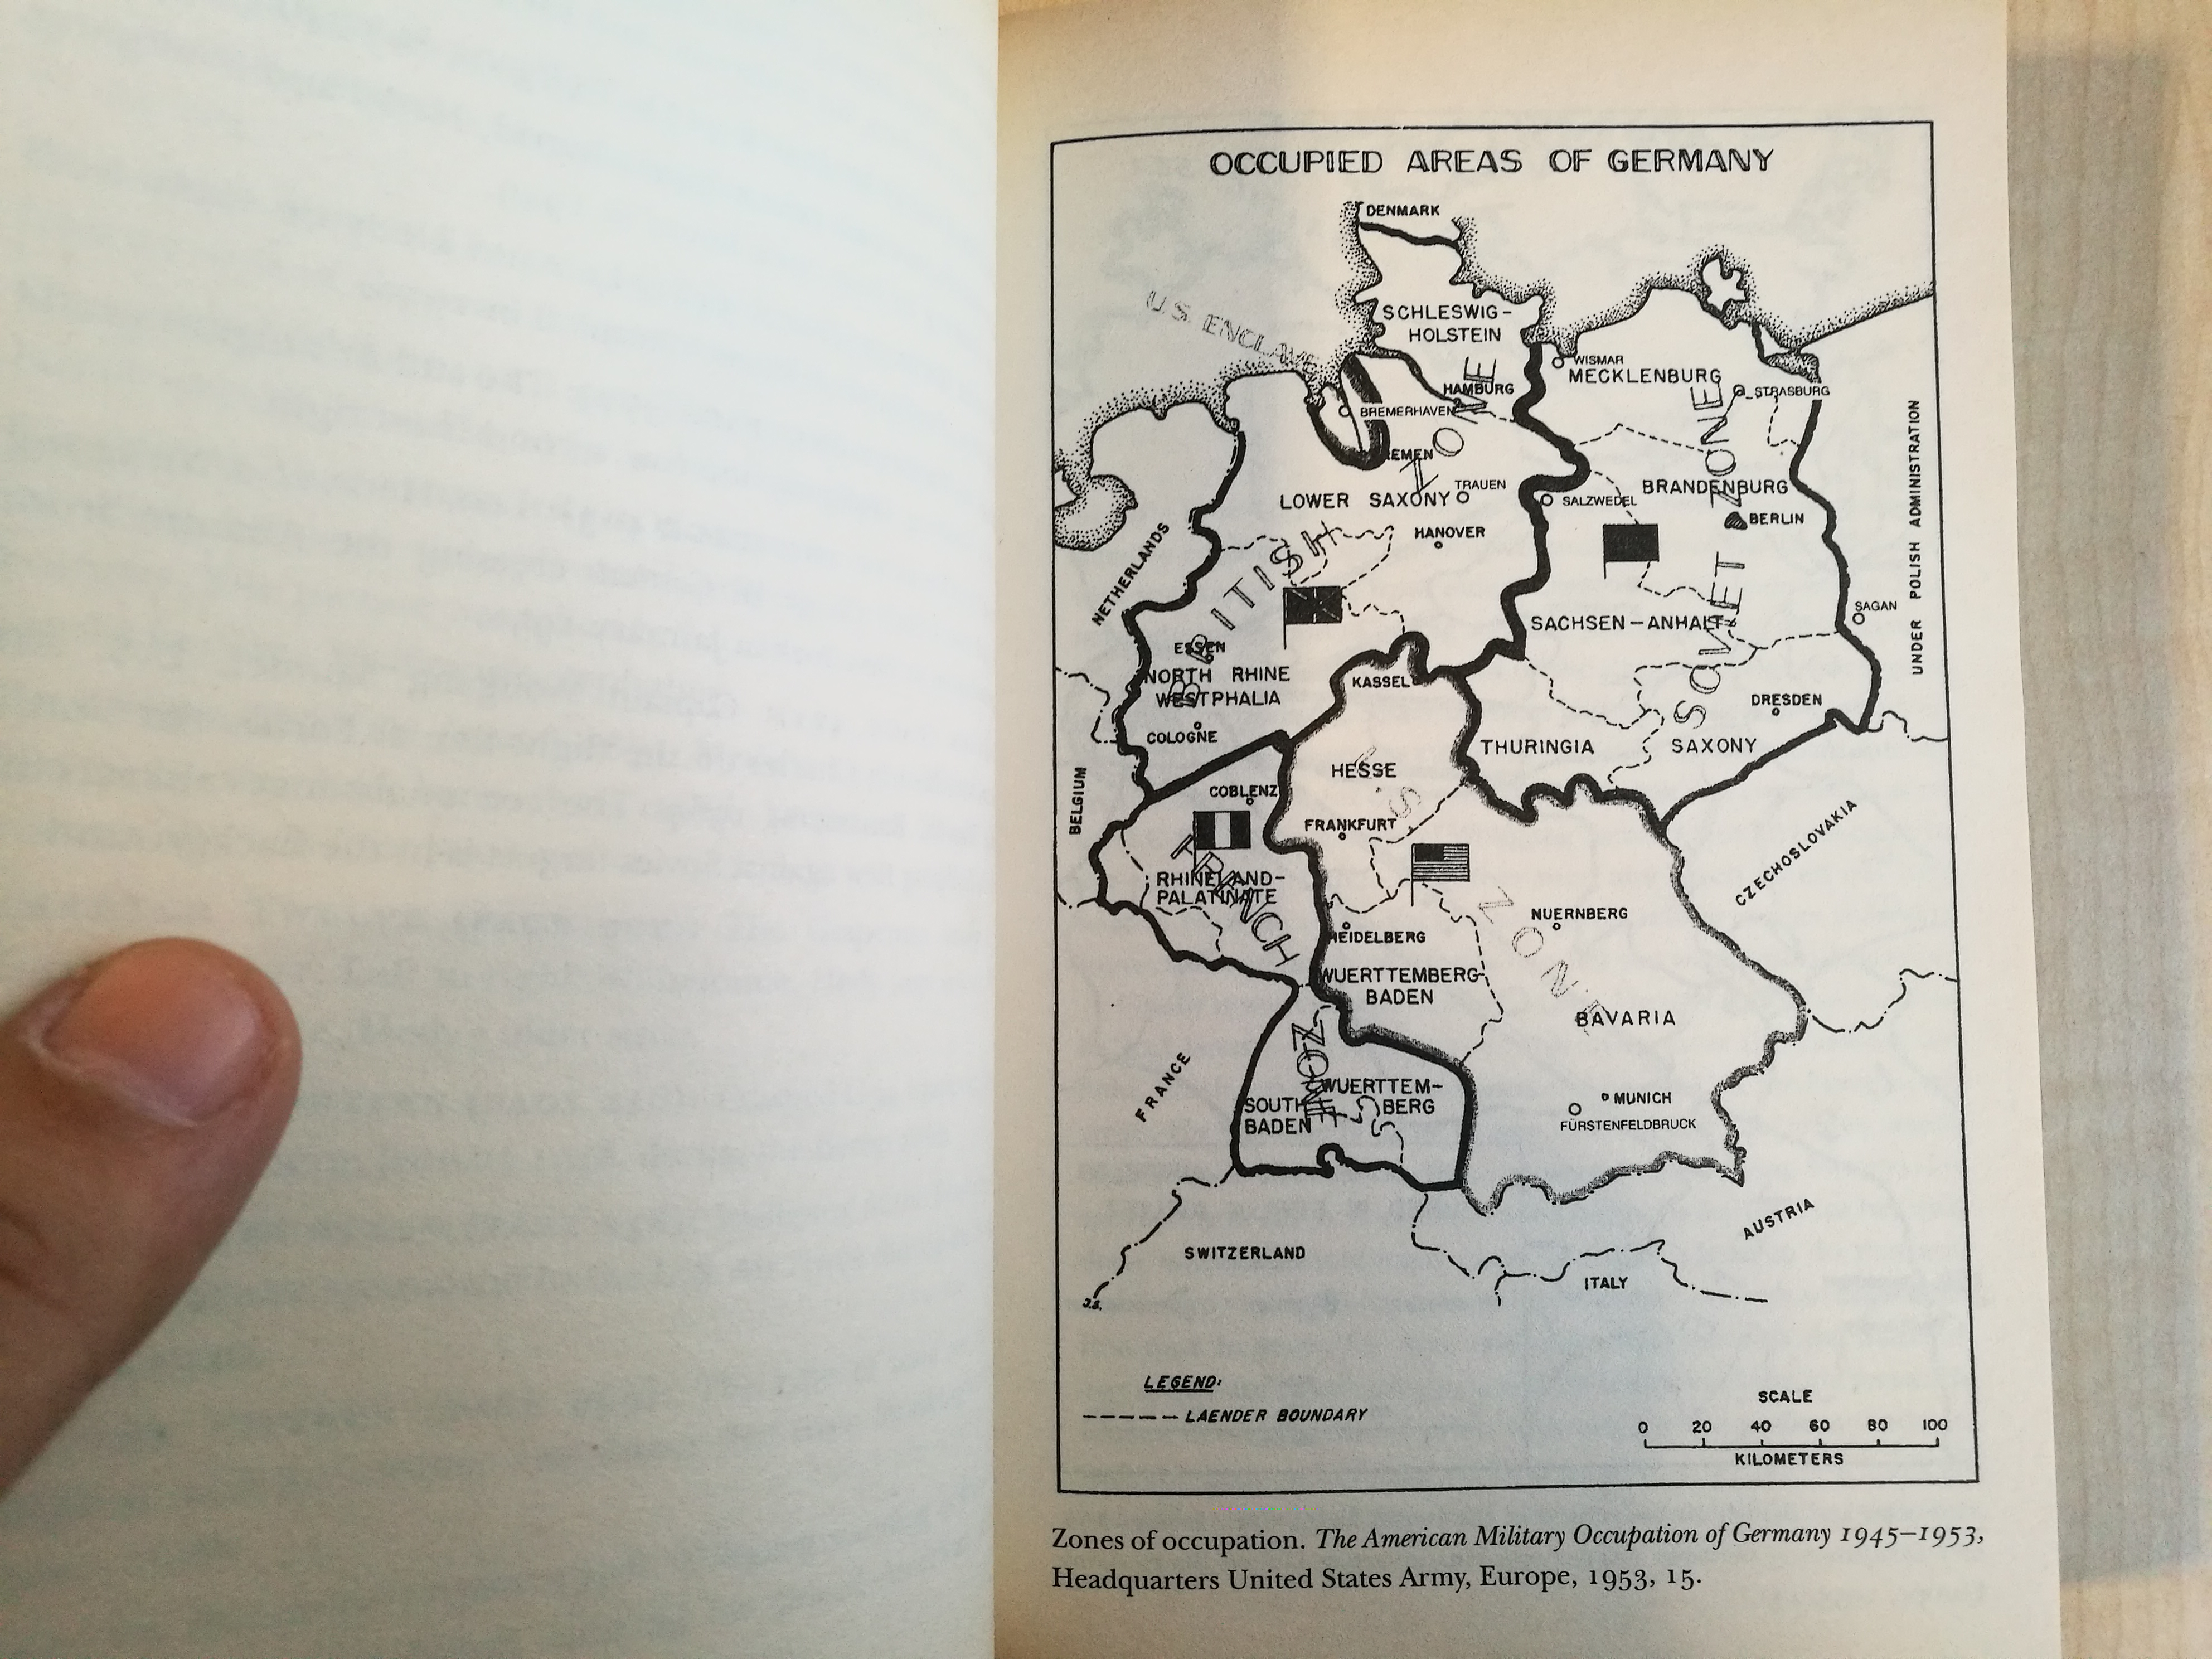 OCCUPIED AREAS OF GERMANY
DENMARK
U.S. ENCLAVE
SCHLESWIG-
HOLSTEIN
WISMAR
MECKLENBURG
HAMBURG
STRASBURG
BREMERHAVEN
EMEN
TRAUEN
LOWER SAXONY
SALZWEDEL
BRANDENBURG
BERLIN
HANOVER
NETHERLANDS
BRITISH ZONE
SOVIET ZONE
UNDER POLISH ADMINISTRATION
SAGAN
SACHSEN-ANHALT
ESSEN
NORTH RHINE
WESTPHALIA
KASSEL
DRESDEN
COLOGNE
THURINGIA
SAXONY
BELGIUM
HESSE
COBLENZ
U.S. ZONE
FRANKFURT
CZECHOSLOVAKIA
FRENCH ZONE
RHINELAND-
PALATINATE
NUERNBERG
HEIDELBERG
WUERTTEMBERG-
BADEN
BAVARIA
FRANCE
WUERTTEM-
BERG
SOUTH
BADEN
MUNICH
FÜRSTENFELDBRUCK
AUSTRIA
SWITZERLAND
ITALY
J.S.
LEGEND:
LAENDER BOUNDARY
SCALE
0 20 40 60 80 100
KILOMETERS
Zones of occupation. The American Military Occupation of Germany 1945–1953,
Headquarters United States Army, Europe, 1953, 15.